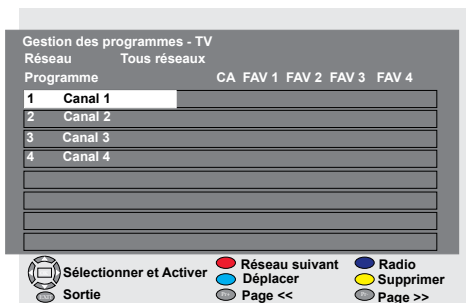 Gestion des programmes - TV
Réseau Tous réseaux
Programme CA FAV 1 FAV 2 FAV 3 FAV 4
1 Canal 1
2 Canal 2
3 Canal 3
4 Canal 4
Sélectionner et Activer Réseau suivant Radio
Déplacer Supprimer
EXIT Sortie P+ Page << P- Page >>